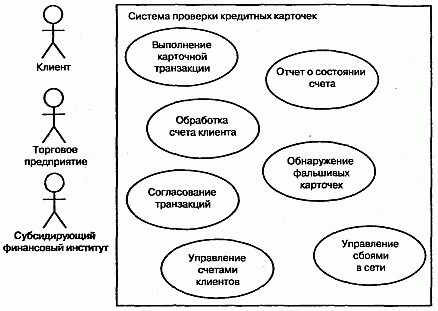 Система проверки кредитных карточек
Клиент
Выполнение
карточной
транзакции
Отчет о состоянии
счета
Торговое
предприятие
Обработка
счета клиента
Обнаружение
фальшивых
карточек
Субсидирующий
финансовый институт
Согласование
транзакций
Управление
счетами
клиентов
Управление
сбоями
в сети